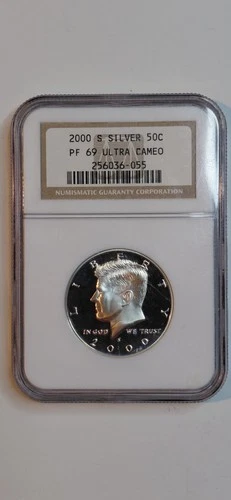 2000 S SILVER 50C
PF 69 ULTRA CAMEO
256036-055
NUMISMATIC GUARANTY CORPORATION
LIBERTY
IN GOD WE TRUST
S
2000